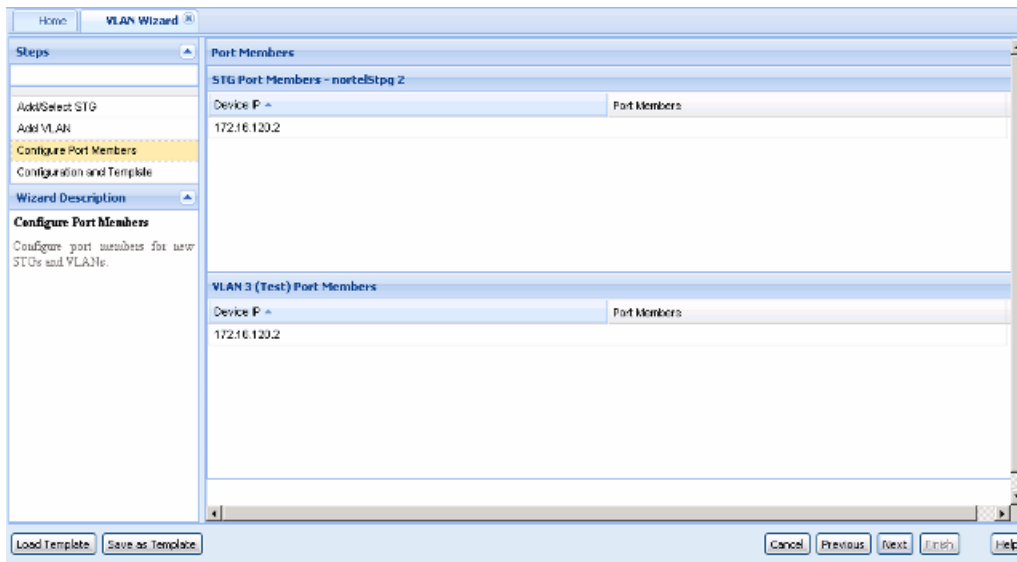 Home
VLAN Wizard
Steps
Add/Select STG
Add VLAN
Configure Port Members
Configuration and Template
Wizard Description
Configure Port Members
Configure port members for new
STGs and VLANs.
Port Members
STG Port Members - nortelStpg 2
Device IP
Port Members
172.16.120.2
VLAN 3 (Test) Port Members
Device IP
Port Members
172.16.120.2
Load Template
Save as Template
Cancel
Previous
Next
Finish
Help